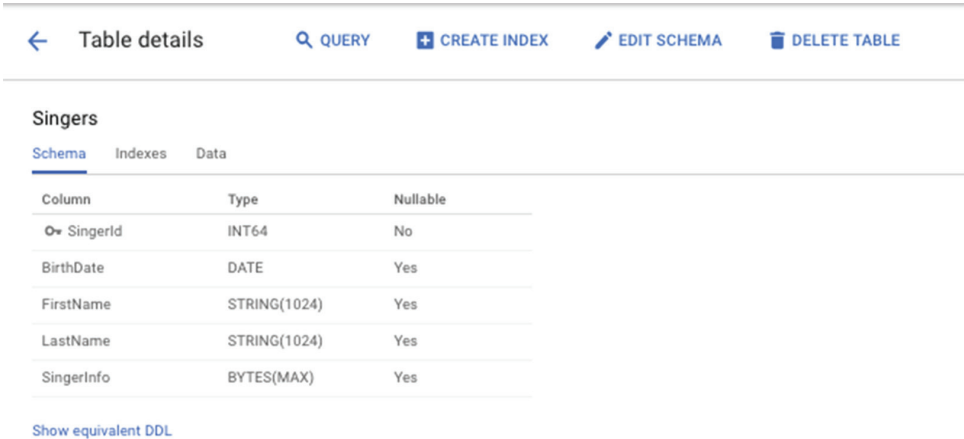 Table details QUERY CREATE INDEX EDIT SCHEMA DELETE TABLE
Singers
Schema Indexes Data
Column Type Nullable
SingerId INT64 No
BirthDate DATE Yes
FirstName STRING(1024) Yes
LastName STRING(1024) Yes
SingerInfo BYTES(MAX) Yes
Show equivalent DDL